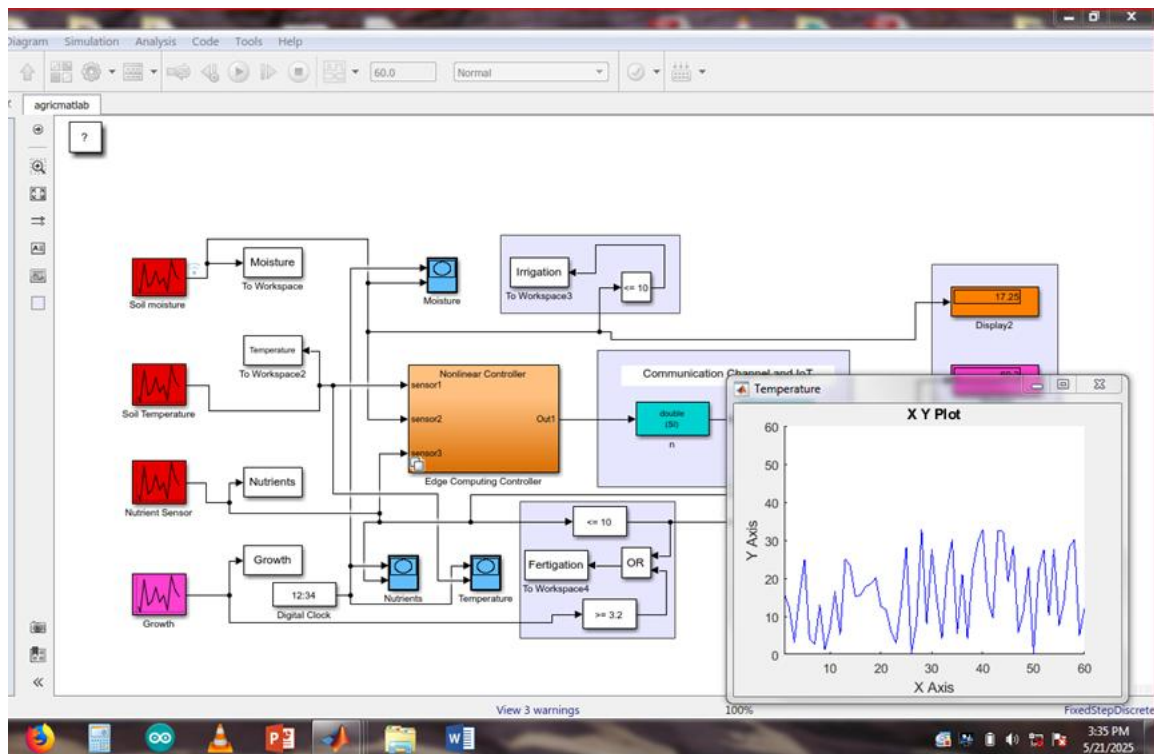 Diagram Simulation Analysis Code Tools Help
60.0
Normal
agricmatlab
?
Soil moisture
Moisture
To Workspace
Moisture
Irrigation
To Workspace3
<= 10
17.25
Display2
Temperature
To Workspace2
Soil Temperature
Nonlinear Controller
sensor1
sensor2
sensor3
Out1
Edge Computing Controller
Communication Channel and IoT
double
(SI)
n
Nutrient Sensor
Nutrients
Growth
Growth
12:34
Digital Clock
Nutrients
Temperature
<= 10
Fertigation
To Workspace4
OR
>= 3.2
Temperature
X Y Plot
Y Axis
60
50
40
30
20
10
0
10 20 30 40 50 60
X Axis
View 3 warnings
100%
FixedStepDiscrete
3:35 PM
5/21/2025